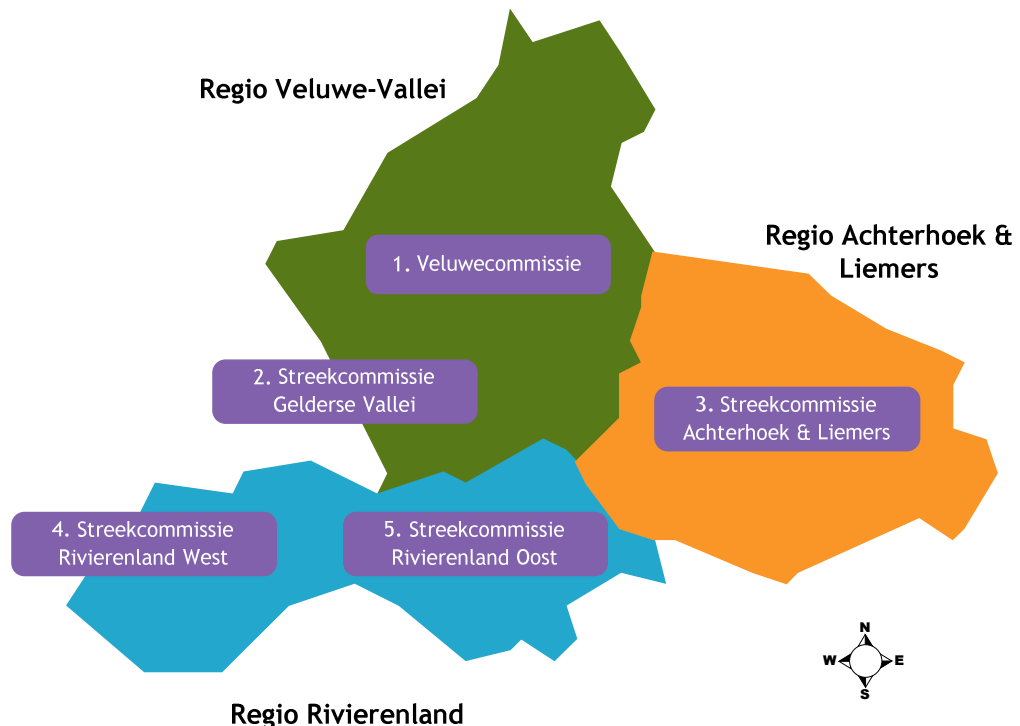 Regio Veluwe-Vallei
Regio Achterhoek &
Liemers
1. Veluwecommissie
2. Streekcommissie
Gelderse Vallei
3. Streekcommissie
Achterhoek & Liemers
4. Streekcommissie
Rivierenland West
5. Streekcommissie
Rivierenland Oost
N
W E
S
Regio Rivierenland